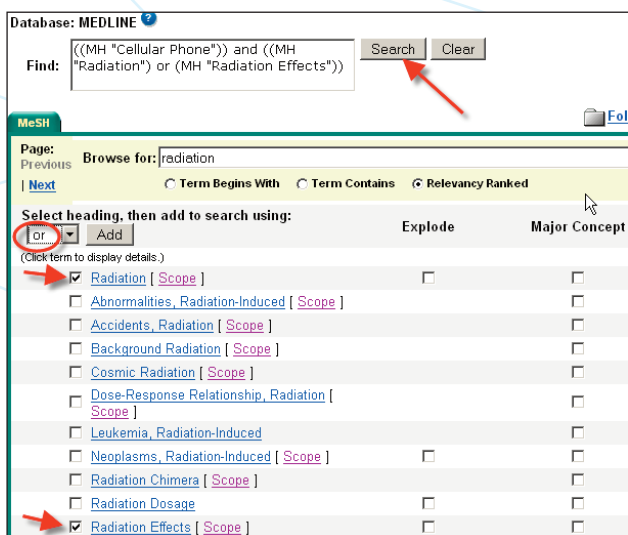 Database: MEDLINE ?
Find: ((MH "Cellular Phone")) and ((MH
"Radiation") or (MH "Radiation Effects"))
Search Clear
MeSH
Fol
Page: Previous | Next
Browse for: radiation
Term Begins With Term Contains Relevancy Ranked
Select heading, then add to search using:
or Add
Explode Major Concept
(Click term to display details.)
Radiation [ Scope ]
Abnormalities, Radiation-Induced [ Scope ]
Accidents, Radiation [ Scope ]
Background Radiation [ Scope ]
Cosmic Radiation [ Scope ]
Dose-Response Relationship, Radiation [
Scope ]
Leukemia, Radiation-Induced
Neoplasms, Radiation-Induced [ Scope ]
Radiation Chimera [ Scope ]
Radiation Dosage
Radiation Effects [ Scope ]